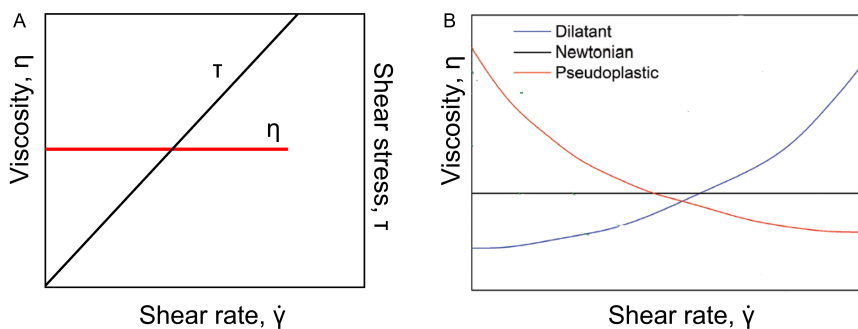 A
Viscosity, η
τ
η
Shear stress, τ
Shear rate, γ̇
B
Viscosity, η
Dilatant
Newtonian
Pseudoplastic
Shear rate, γ̇